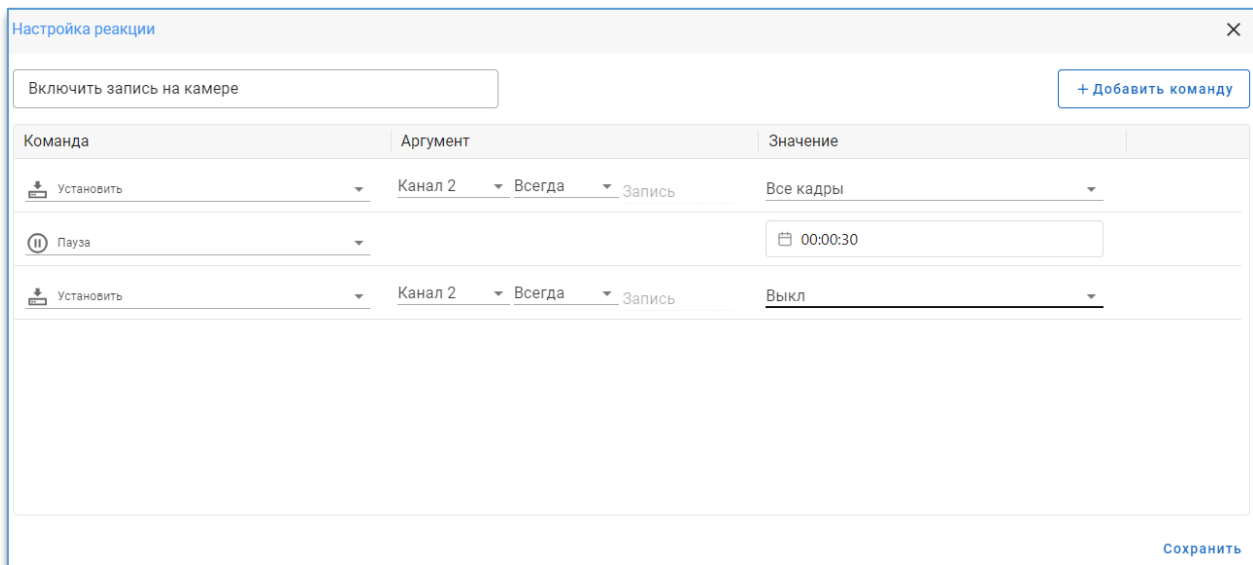 Настройка реакции
Включить запись на камере
+ Добавить команду
Команда Аргумент Значение
Установить Канал 2 Всегда Запись Все кадры
Пауза 00:00:30
Установить Канал 2 Всегда Запись Выкл
Сохранить